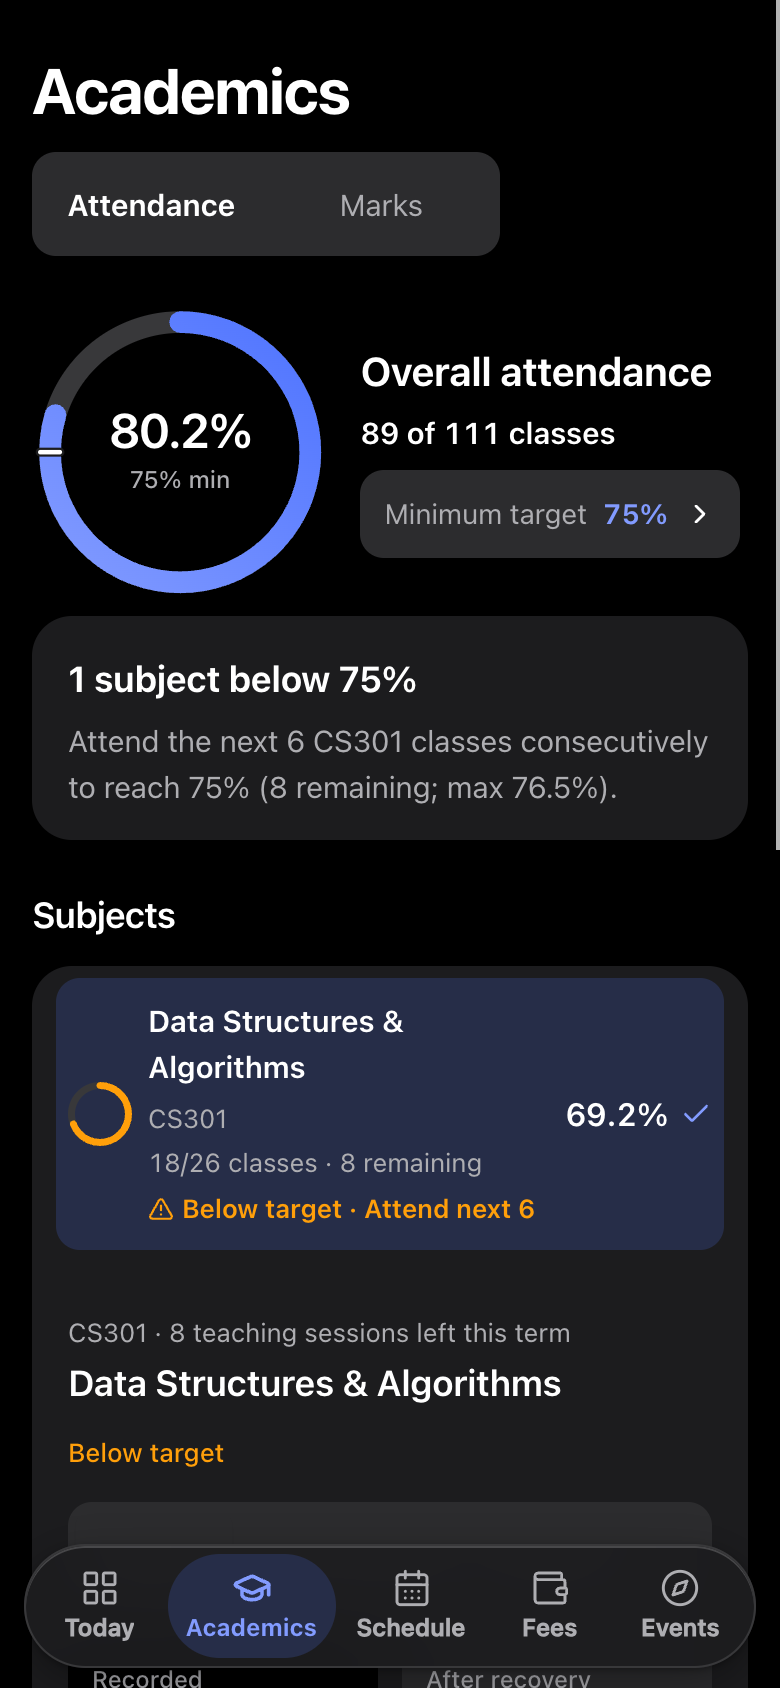 Academics
Attendance
Marks
80.2%
75% min
Overall attendance
89 of 111 classes
Minimum target 75%
1 subject below 75%
Attend the next 6 CS301 classes consecutively
to reach 75% (8 remaining; max 76.5%).
Subjects
Data Structures &
Algorithms
CS301
69.2%
18/26 classes · 8 remaining
Below target · Attend next 6
CS301 · 8 teaching sessions left this term
Data Structures & Algorithms
Below target
Today
Academics
Schedule
Fees
Events
Recorded
After recovery